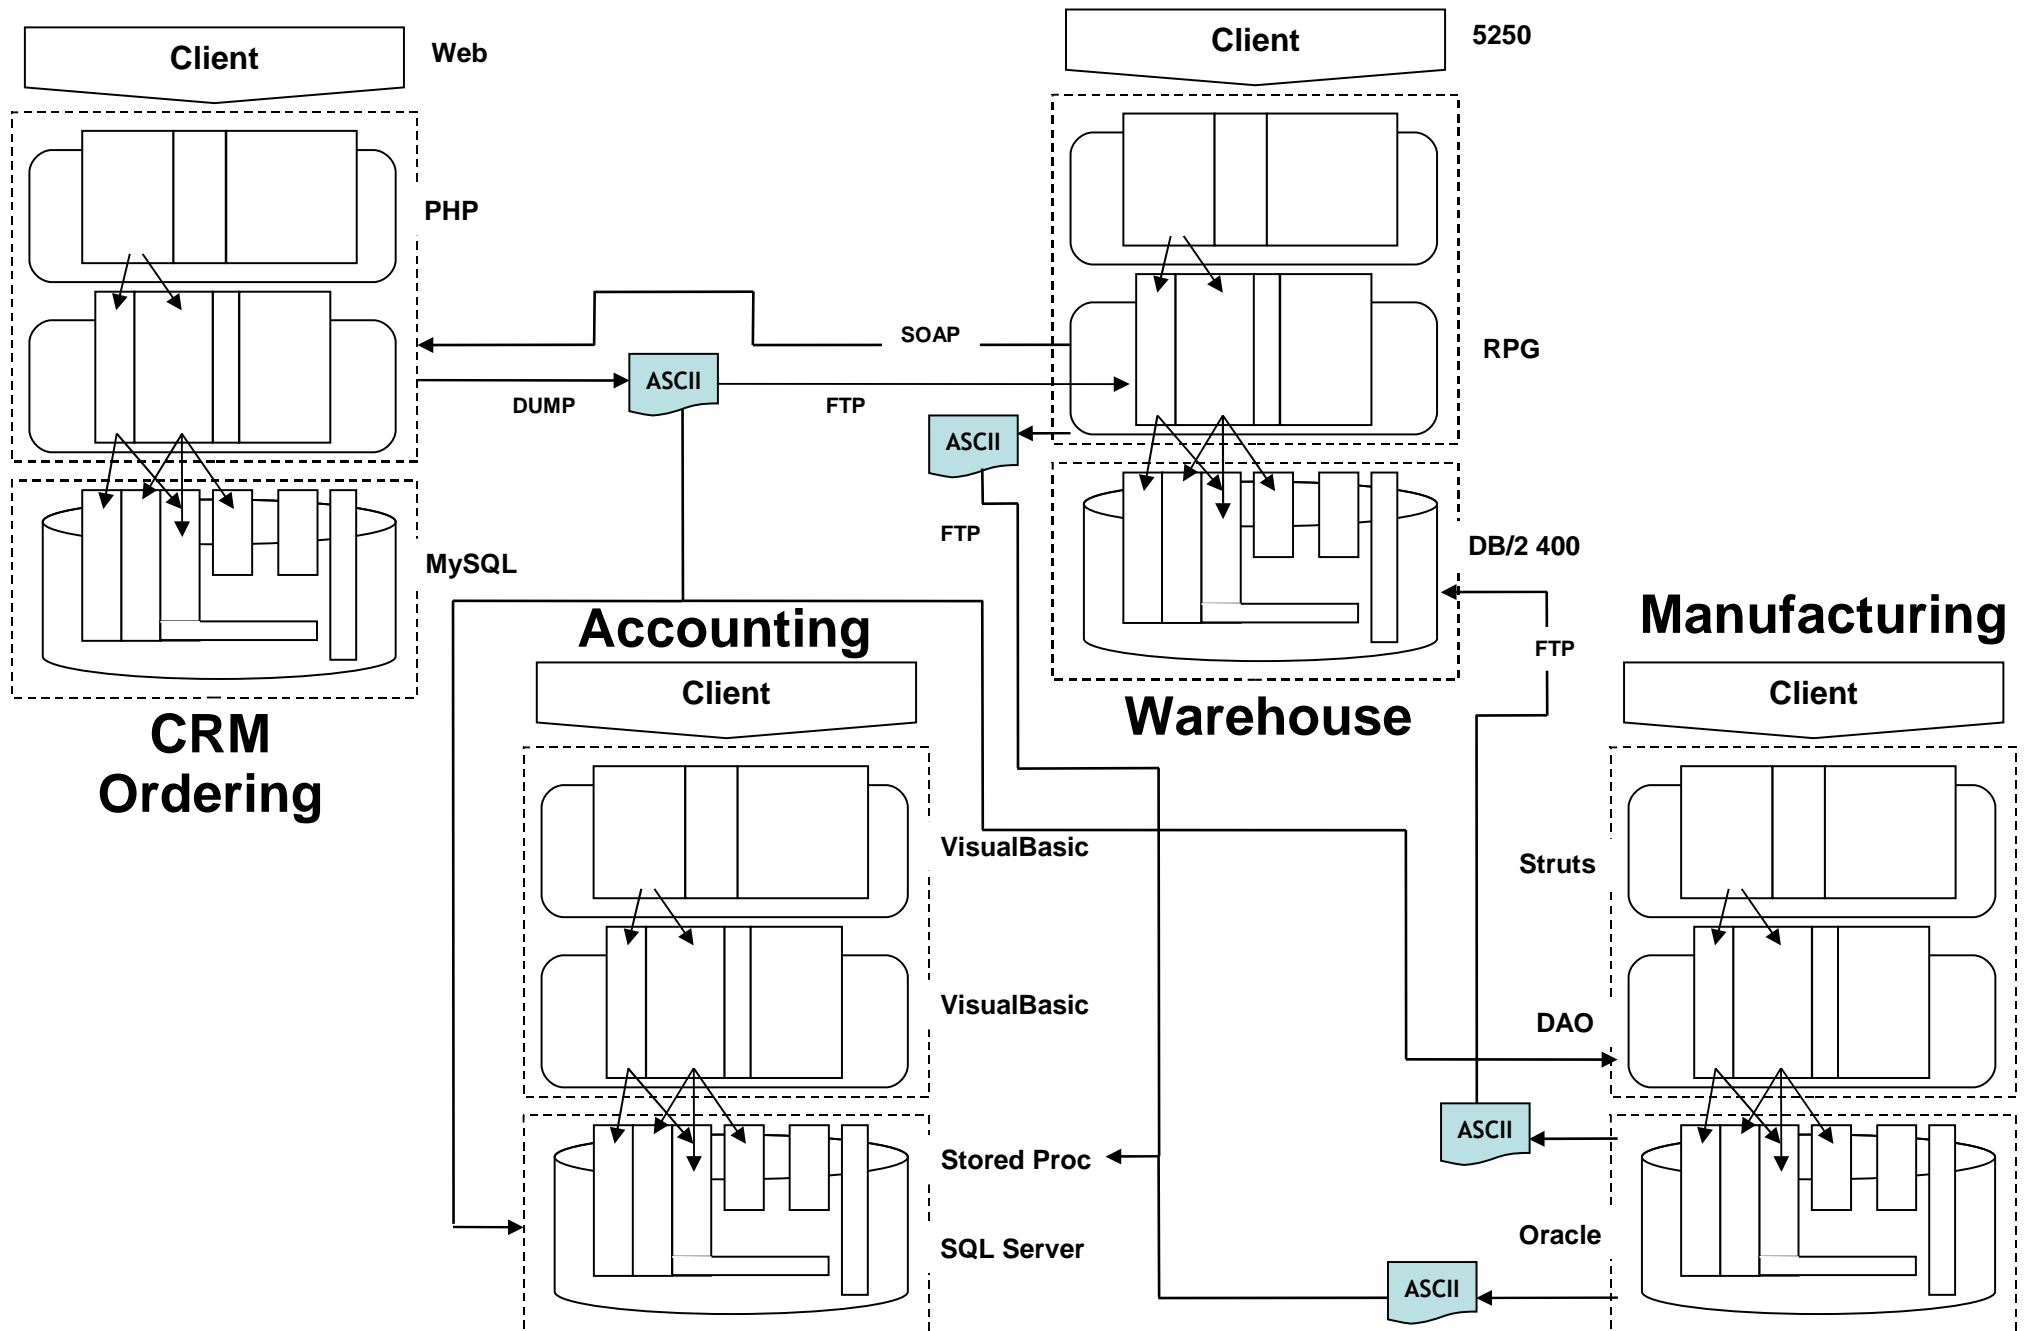 Client
Web
Client
5250
PHP
SOAP
RPG
ASCII
DUMP
FTP
ASCII
FTP
MySQL
DB/2 400
Accounting
Manufacturing
FTP
Client
Client
Warehouse
CRM
Ordering
VisualBasic
Struts
VisualBasic
DAO
ASCII
Stored Proc
Oracle
SQL Server
ASCII